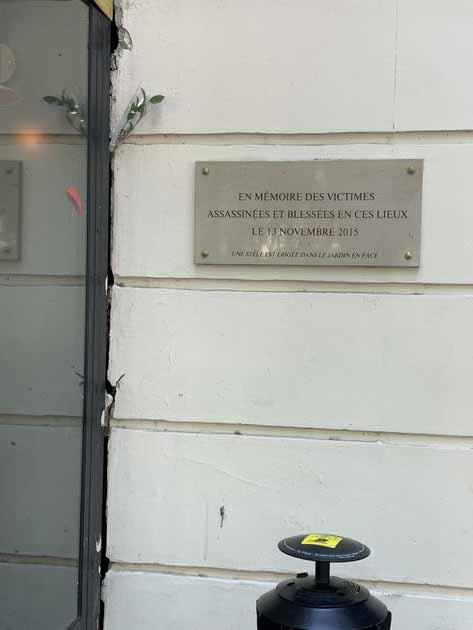 EN MÉMOIRE DES VICTIMES
ASSASSINÉES ET BLESSÉES EN CES LIEUX
LE 13 NOVEMBRE 2015
UNE STÈLE EST ÉRIGÉE DANS LE JARDIN EN FACE